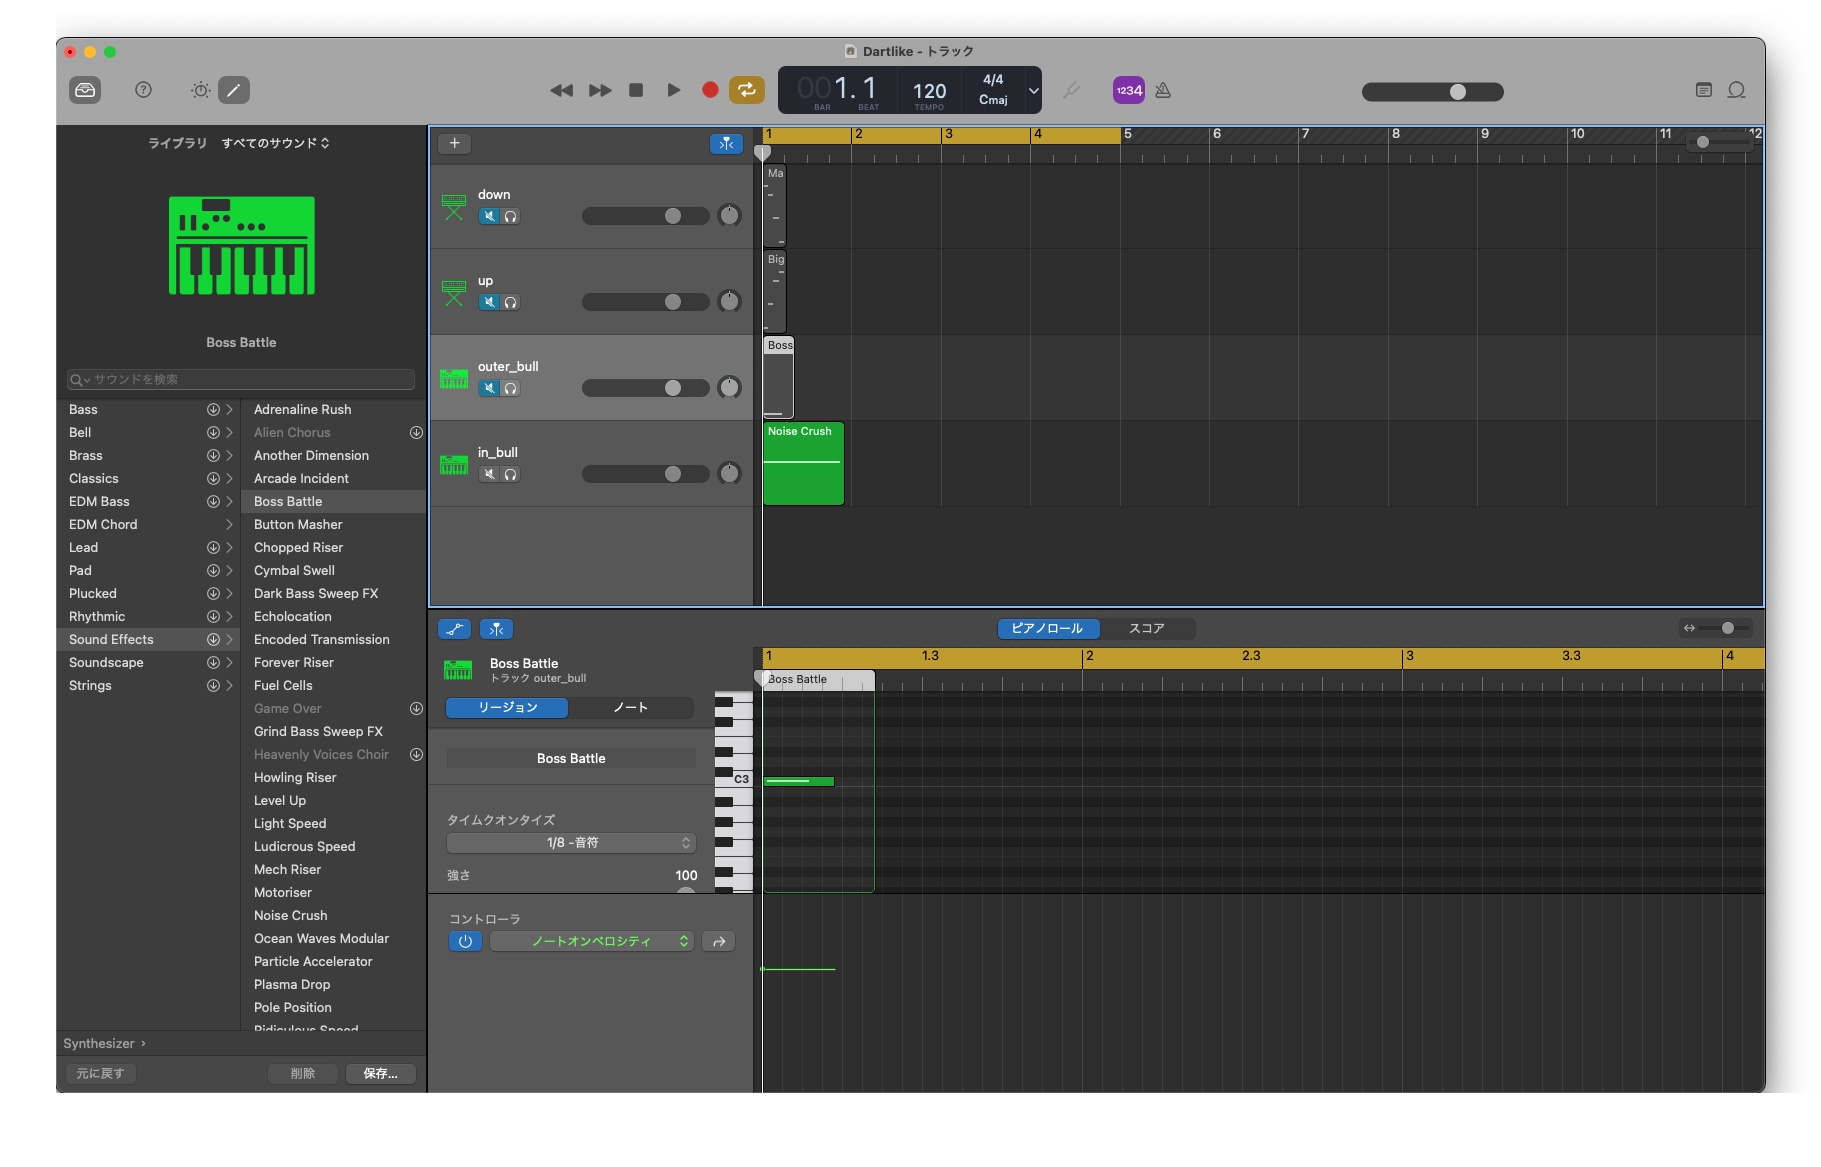 Dartlike - トラック
001. 1
BAR
BEAT
120
TEMPO
4/4
Cmaj
1234
ライブラリ すべてのサウンド
Boss Battle
サウンドを検索
Bass
Bell
Brass
Classics
EDM Bass
EDM Chord
Lead
Pad
Plucked
Rhythmic
Sound Effects
Soundscape
Strings
Adrenaline Rush
Alien Chorus
Another Dimension
Arcade Incident
Boss Battle
Button Masher
Chopped Riser
Cymbal Swell
Dark Bass Sweep FX
Echolocation
Encoded Transmission
Forever Riser
Fuel Cells
Game Over
Grind Bass Sweep FX
Heavenly Voices Choir
Howling Riser
Level Up
Light Speed
Ludicrous Speed
Mech Riser
Motoriser
Noise Crush
Ocean Waves Modular
Particle Accelerator
Plasma Drop
Pole Position
Ridiculous Speed
Synthesizer ›
元に戻す
削除
保存...
1 2 3 4 5 6 7 8 9 10 11 12
down
Ma
up
Big
outer_bull
Boss
in_bull
Noise Crush
ピアノロール
スコア
Boss Battle
トラック outer_bull
リージョン
ノート
Boss Battle
タイムクオンタイズ
1/8 -音符
強さ 100
コントローラ
ノートオンベロシティ
1 1.3 2 2.3 3 3.3 4
Boss Battle
C3